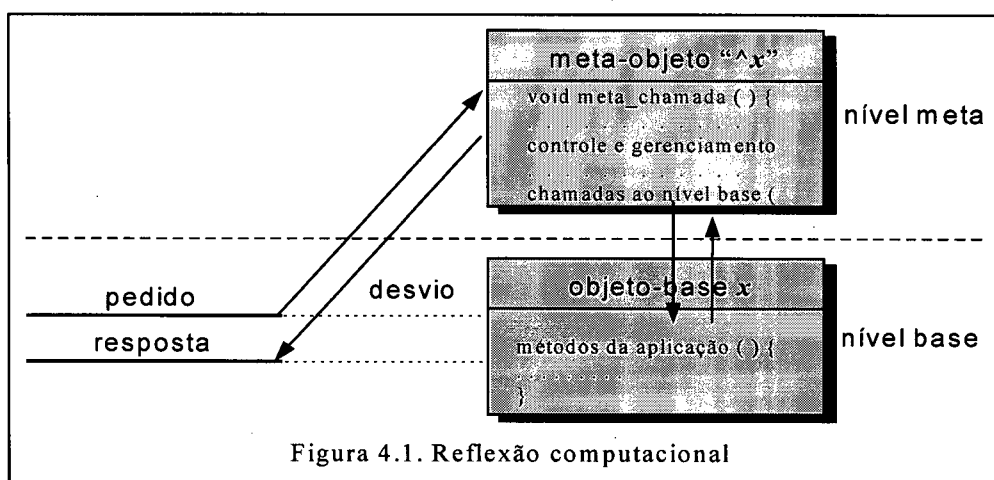 meta-objeto “^x”
void meta_chamada ( ) {
. . . . . . . . . . . . . .
controle e gerenciamento
. . . . . . . . . . . . . .
chamadas ao nível base (
nível meta
pedido
desvio
resposta
objeto-base x
métodos da aplicação ( ) {
. . . . . . . . .
}
nível base
Figura 4.1. Reflexão computacional